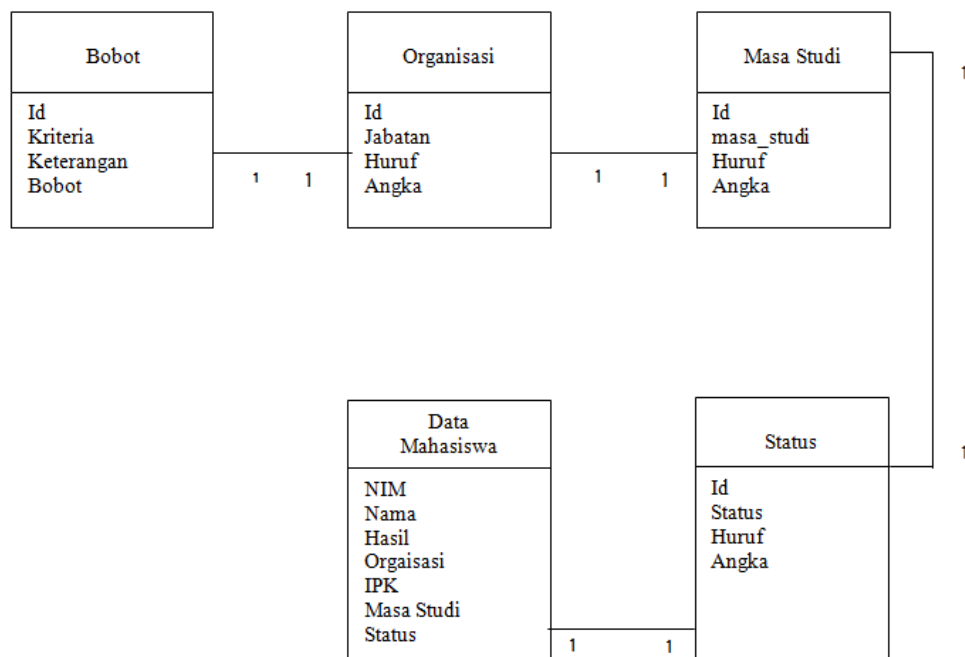 Bobot
Id
Kriteria
Keterangan
Bobot
1 1
Organisasi
Id
Jabatan
Huruf
Angka
1 1
Masa Studi
Id
masa_studi
Huruf
Angka
1
1
Data
Mahasiswa
NIM
Nama
Hasil
Orgaisasi
IPK
Masa Studi
Status
1 1
Status
Id
Status
Huruf
Angka